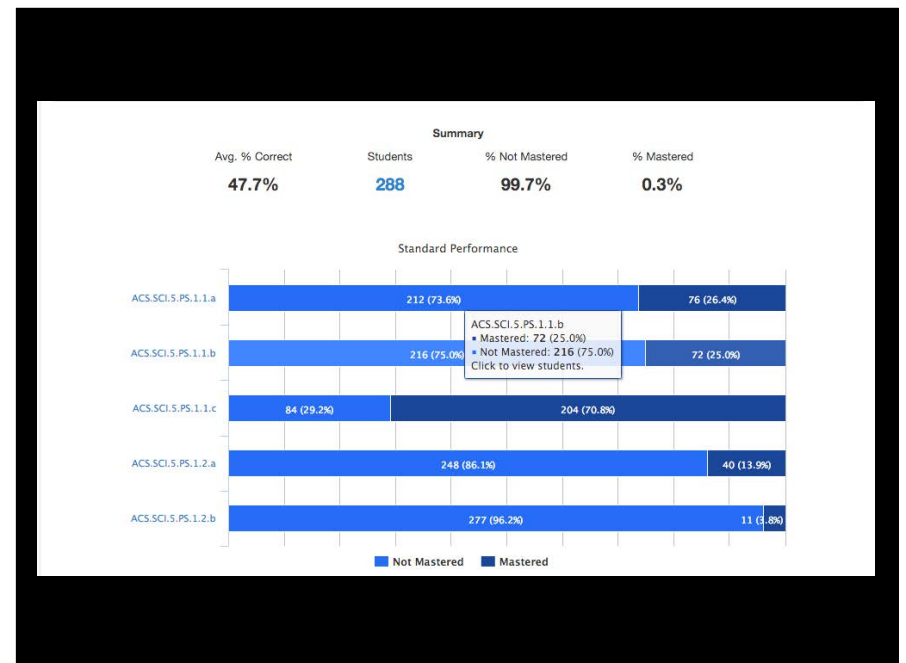 Summary
Avg. % Correct Students % Not Mastered % Mastered
47.7% 288 99.7% 0.3%
Standard Performance
ACS.SCI.5.PS.1.1.a 212 (73.6%) 76 (26.4%)
ACS.SCI.5.PS.1.1.b
▪ Mastered: 72 (25.0%)
▪ Not Mastered: 216 (75.0%)
Click to view students.
ACS.SCI.5.PS.1.1.b 216 (75.0% 72 (25.0%)
ACS.SCI.5.PS.1.1.c 84 (29.2%) 204 (70.8%)
ACS.SCI.5.PS.1.2.a 248 (86.1%) 40 (13.9%)
ACS.SCI.5.PS.1.2.b 277 (96.2%) 11 (3.8%)
Not Mastered Mastered